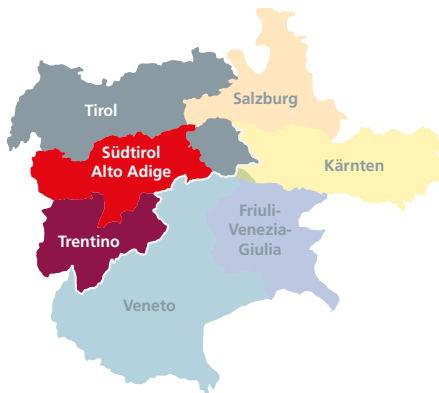 Salzburg
Tirol
Südtirol
Alto Adige
Kärnten
Trentino
Friuli-
Venezia-
Giulia
Veneto